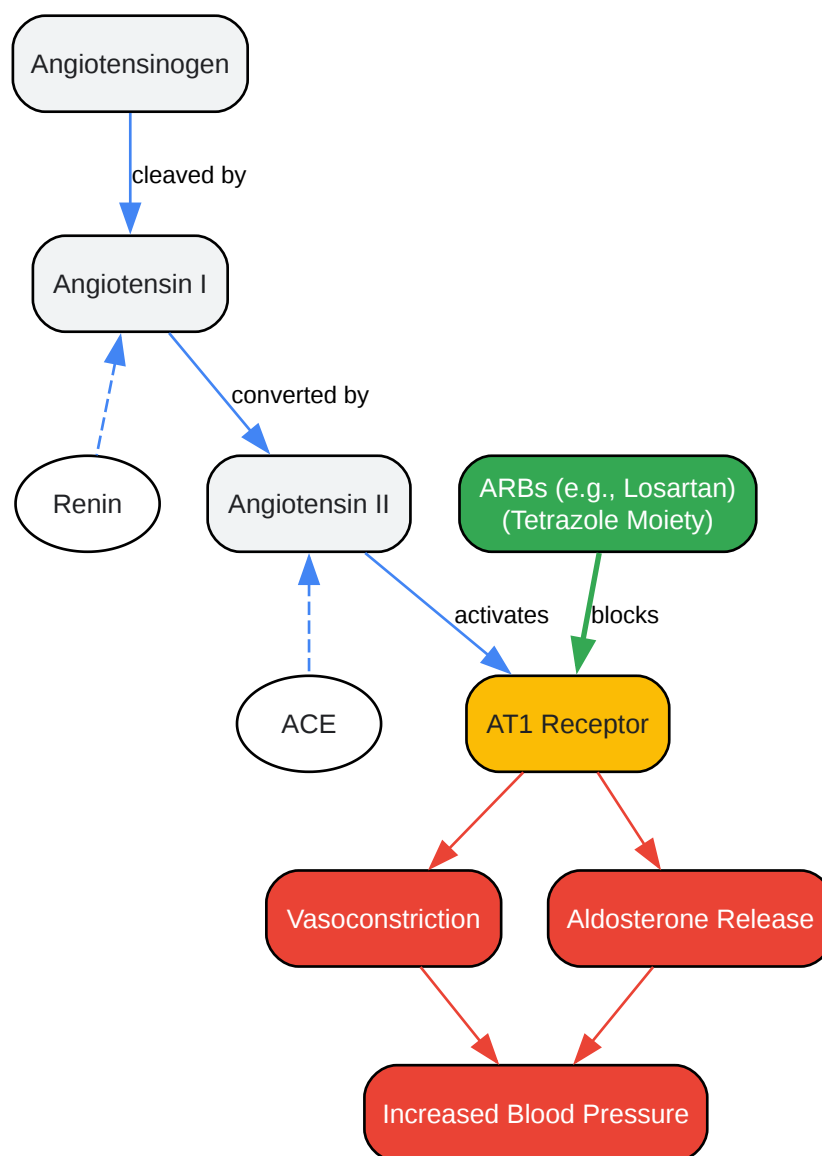 Angiotensinogen
cleaved by
Angiotensin I
converted by
Renin
Angiotensin II
ARBs (e.g., Losartan)
(Tetrazole Moiety)
activates
blocks
ACE
AT1 Receptor
Vasoconstriction
Aldosterone Release
Increased Blood Pressure